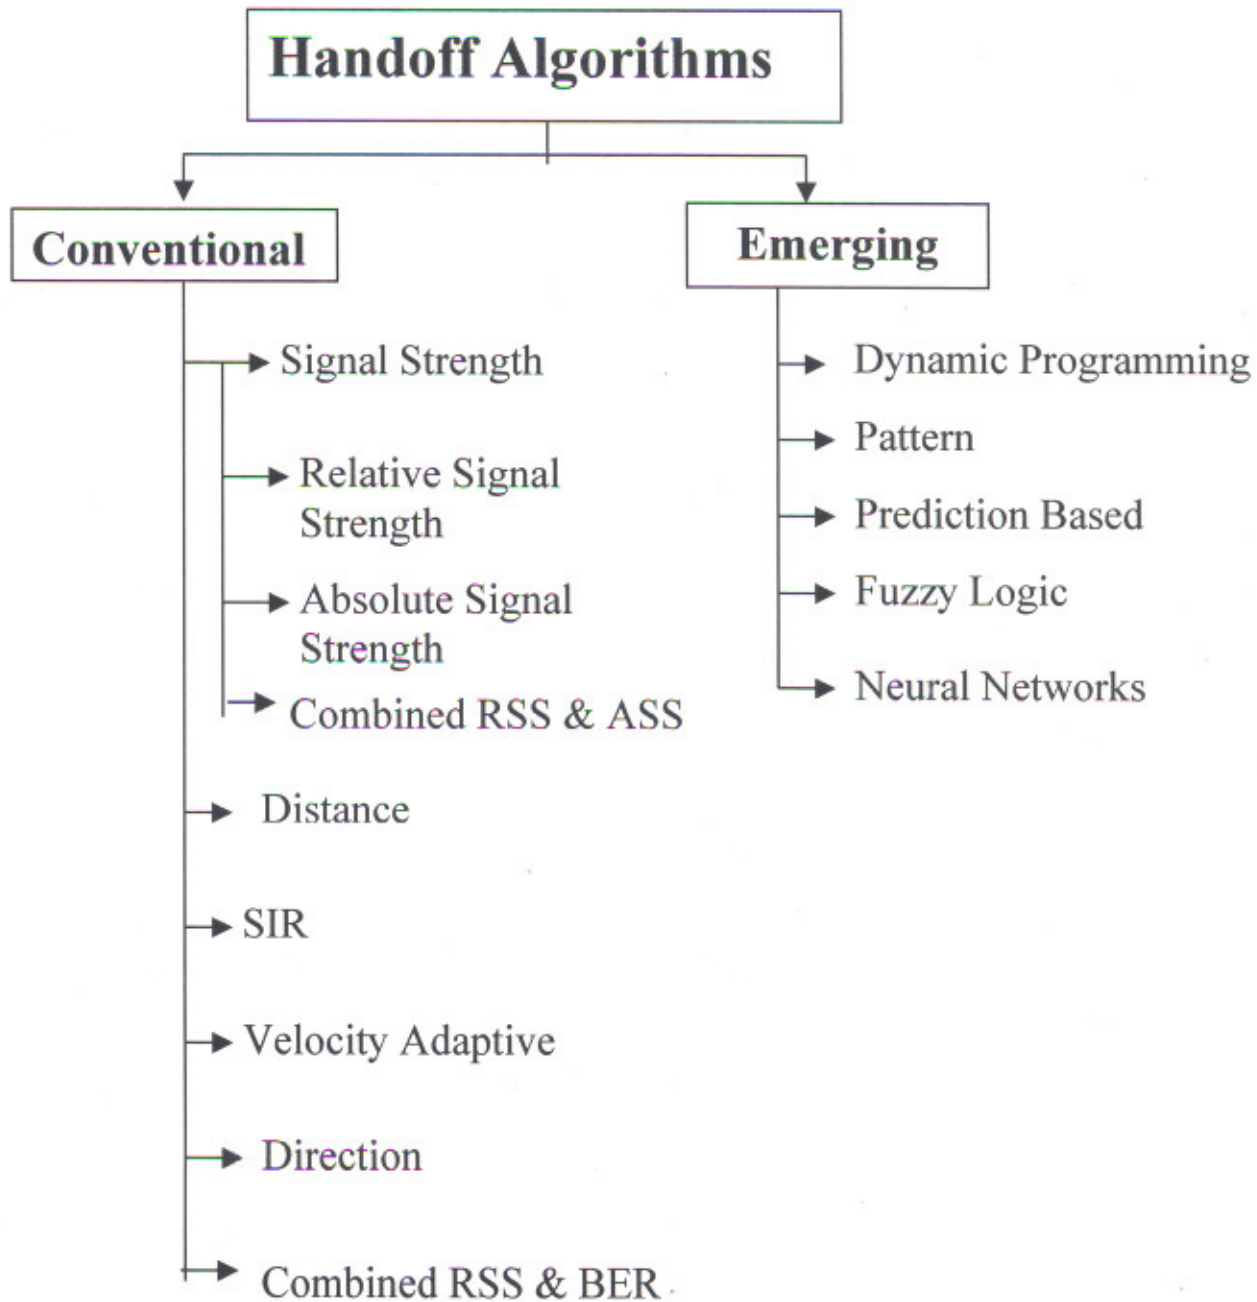 Handoff Algorithms
Conventional
Signal Strength
Relative Signal
Strength
Absolute Signal
Strength
Combined RSS & ASS
Distance
SIR
Velocity Adaptive
Direction
Combined RSS & BER
Emerging
Dynamic Programming
Pattern
Prediction Based
Fuzzy Logic
Neural Networks